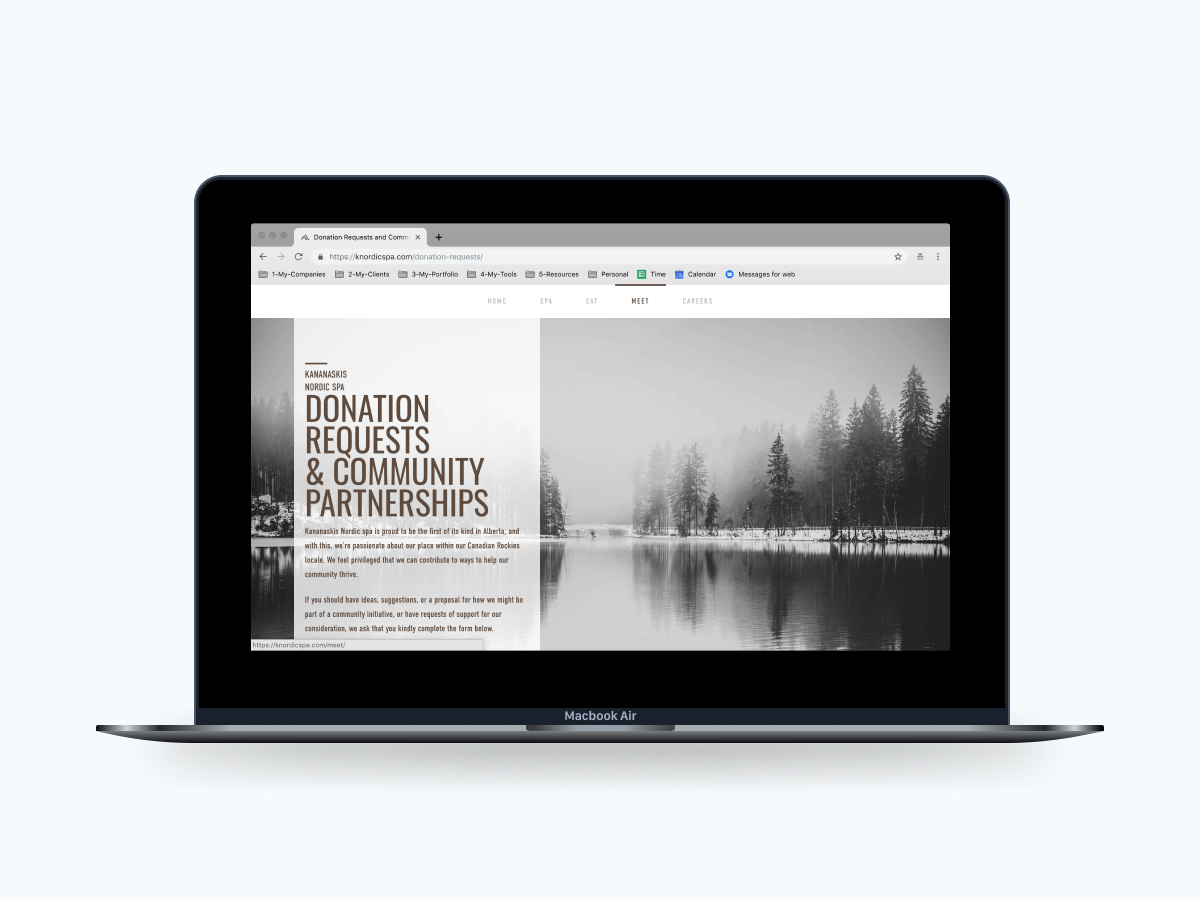 Donation Requests and Comm
https://knordicspa.com/donation-requests/
1-My-Companies 2-My-Clients 3-My-Portfolio 4-My-Tools 5-Resources Personal Time Calendar Messages for web
HOME SPA EAT MEET CAREERS
KANANASKIS
NORDIC SPA
DONATION
REQUESTS
& COMMUNITY
PARTNERSHIPS
Kananaskis Nordic spa is proud to be the first of its kind in Alberta, and
with this, we're passionate about our place within our Canadian Rockies
locale. We feel privileged that we can contribute to ways to help our
community thrive.
If you should have ideas, suggestions, or a proposal for how we might be
part of a community initiative, or have requests of support for our
consideration, we ask that you kindly complete the form below.
https://knordicspa.com/meet/
Macbook Air